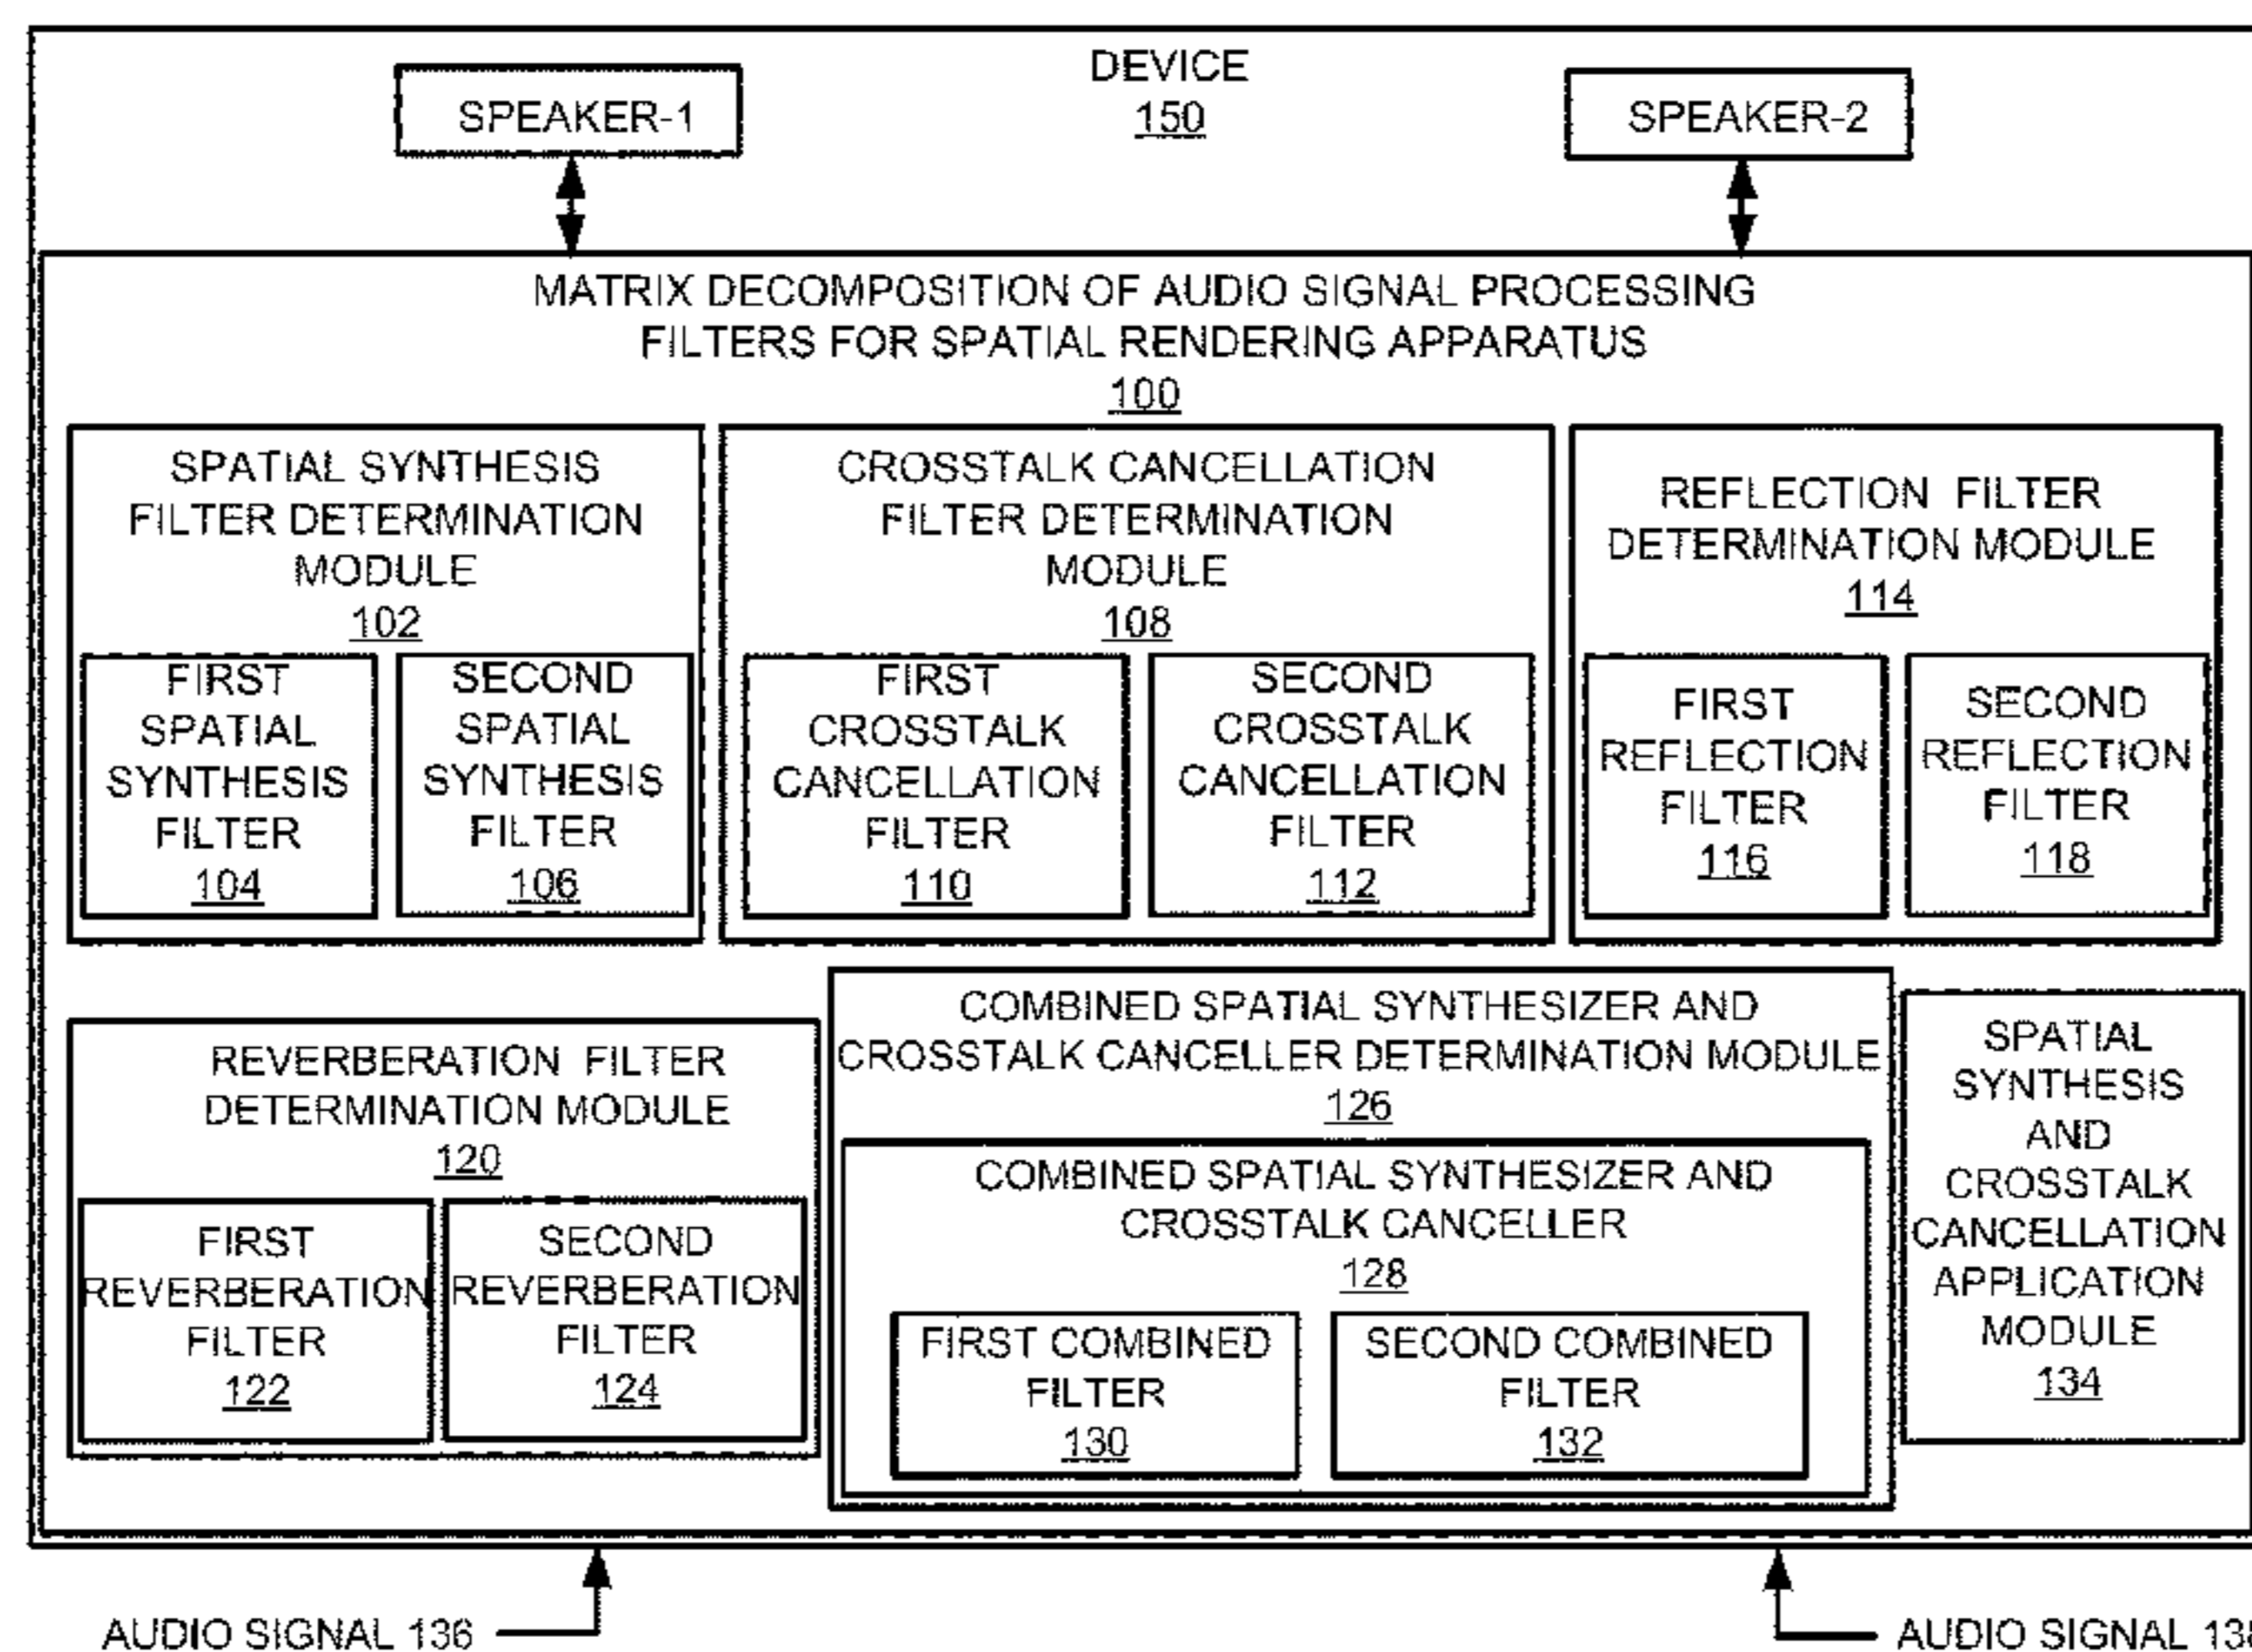 DEVICE
150
SPEAKER-1
SPEAKER-2
MATRIX DECOMPOSITION OF AUDIO SIGNAL PROCESSING
FILTERS FOR SPATIAL RENDERING APPARATUS
100
SPATIAL SYNTHESIS
FILTER DETERMINATION
MODULE
102
FIRST
SPATIAL
SYNTHESIS
FILTER
104
SECOND
SPATIAL
SYNTHESIS
FILTER
106
CROSSTALK CANCELLATION
FILTER DETERMINATION
MODULE
108
FIRST
CROSSTALK
CANCELLATION
FILTER
110
SECOND
CROSSTALK
CANCELLATION
FILTER
112
REFLECTION FILTER
DETERMINATION MODULE
114
FIRST
REFLECTION
FILTER
116
SECOND
REFLECTION
FILTER
118
REVERBERATION FILTER
DETERMINATION MODULE
120
FIRST
REVERBERATION
FILTER
122
SECOND
REVERBERATION
FILTER
124
COMBINED SPATIAL SYNTHESIZER AND
CROSSTALK CANCELLER DETERMINATION MODULE
126
COMBINED SPATIAL SYNTHESIZER AND
CROSSTALK CANCELLER
128
FIRST COMBINED
FILTER
130
SECOND COMBINED
FILTER
132
SPATIAL
SYNTHESIS
AND
CROSSTALK
CANCELLATION
APPLICATION
MODULE
134
AUDIO SIGNAL 136
AUDIO SIGNAL